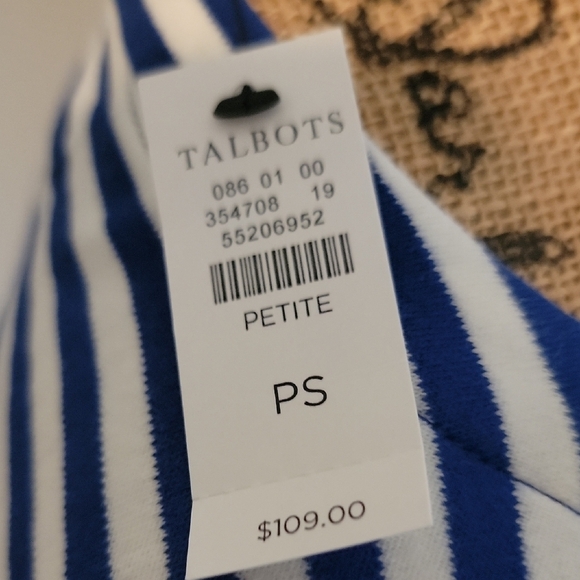 TALBOTS
086 01 00
354708 19
55206952
PETITE
PS
$109.00